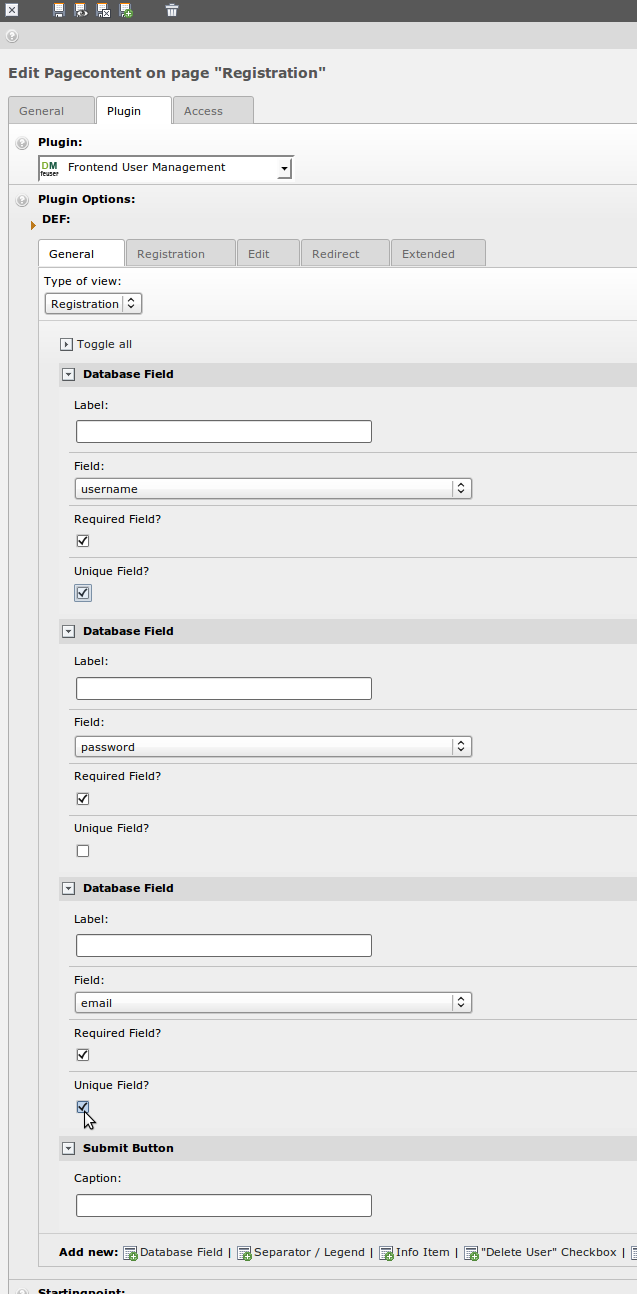 Edit Pagecontent on page "Registration"
General Plugin Access
Plugin:
DM feuser Frontend User Management
Plugin Options:
DEF:
General Registration Edit Redirect Extended
Type of view:
Registration
Toggle all
Database Field
Label:
Field:
username
Required Field?
Unique Field?
Database Field
Label:
Field:
password
Required Field?
Unique Field?
Database Field
Label:
Field:
email
Required Field?
Unique Field?
Submit Button
Caption:
Add new: Database Field | Separator / Legend | Info Item | "Delete User" Checkbox |
Startingpoint: